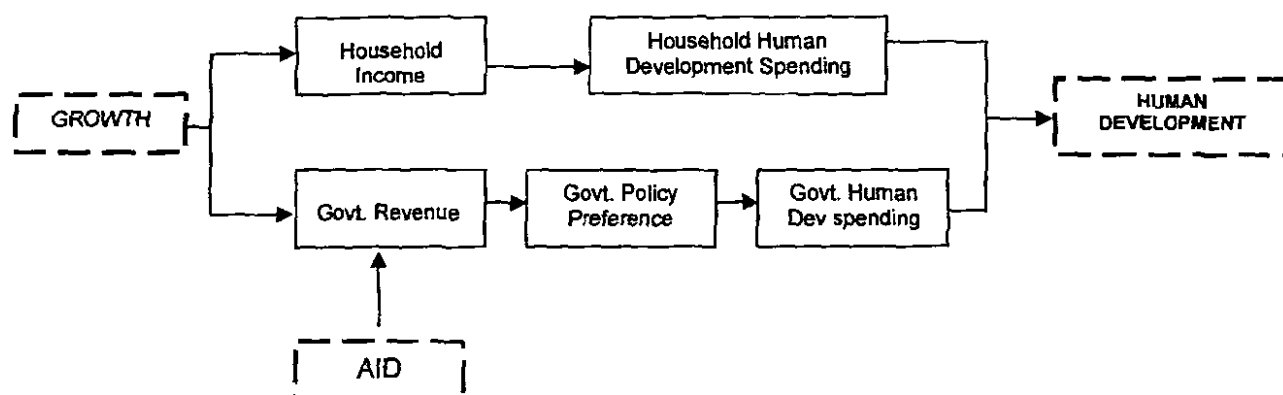 Household
Income
Household Human
Development Spending
GROWTH
HUMAN
DEVELOPMENT
Govt. Revenue
Govt. Policy
Preference
Govt. Human
Dev spending
AID